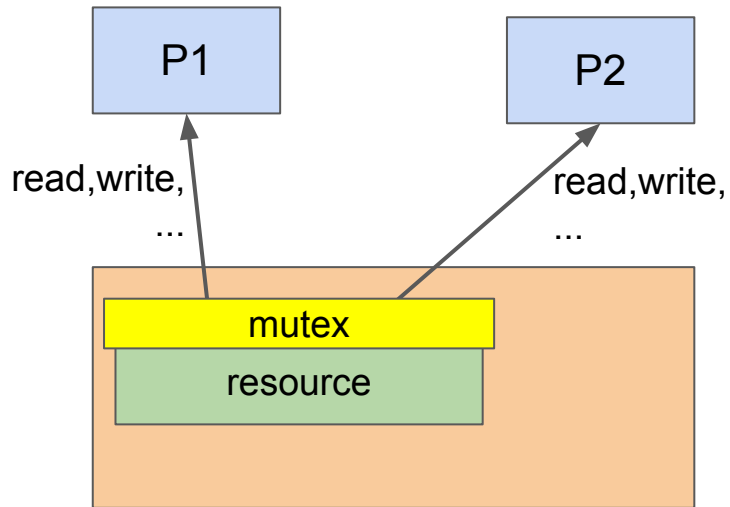 P1
P2
read,write,
...
read,write,
...
mutex
resource